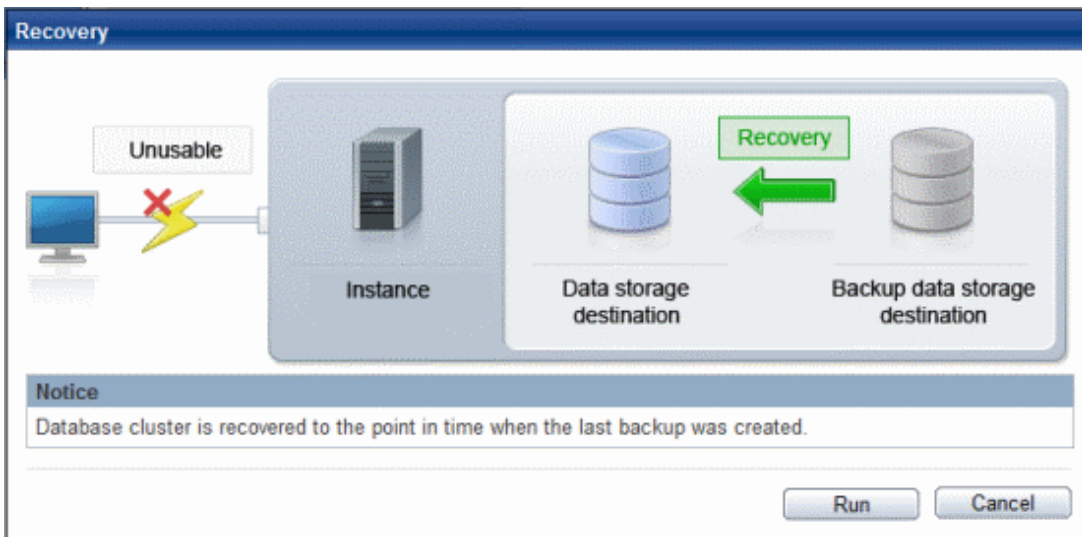 Recovery
Unusable
Recovery
Instance
Data storage
destination
Backup data storage
destination
Notice
Database cluster is recovered to the point in time when the last backup was created.
Run
Cancel